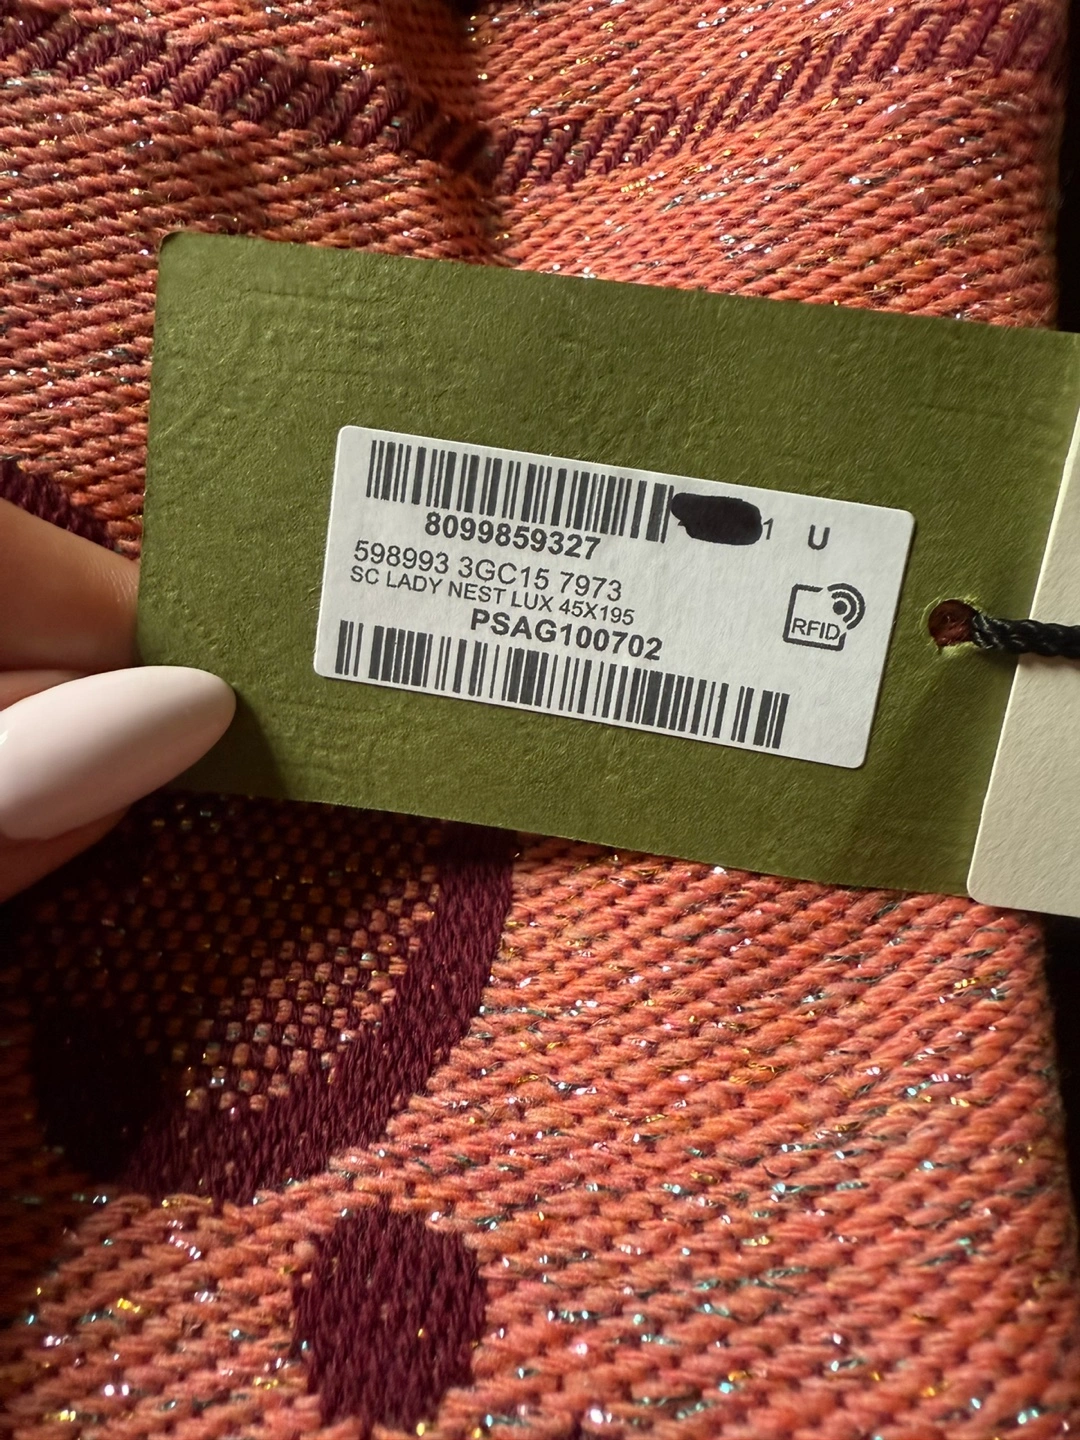 8099859327
1 U
598993 3GC15 7973
SC LADY NEST LUX 45X195
PSAG100702
RFID